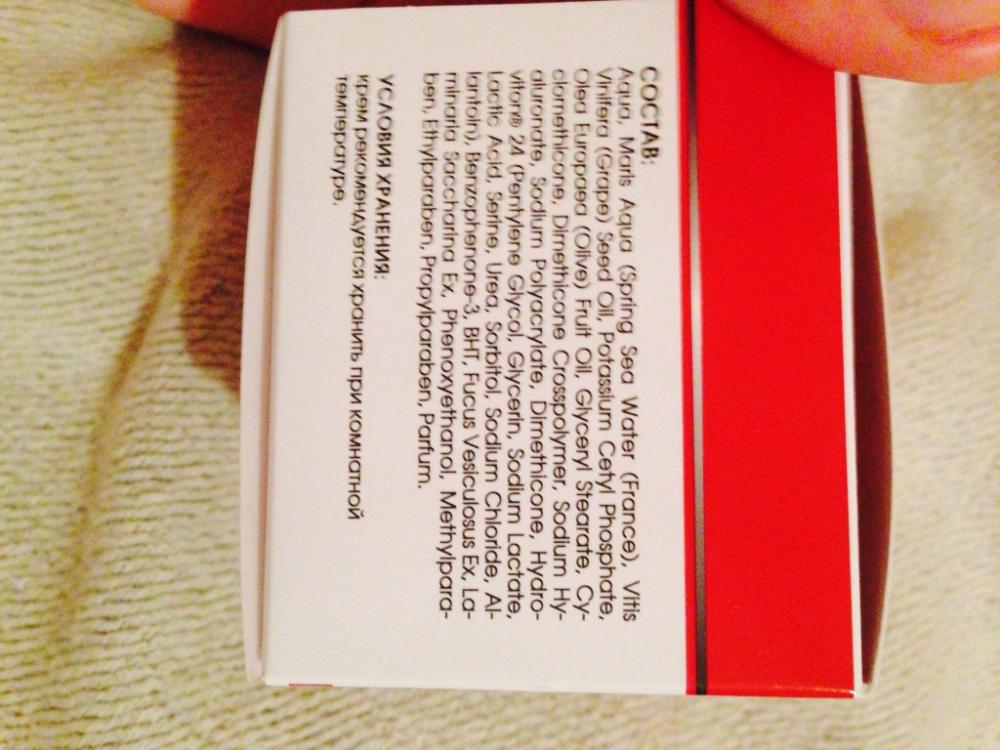 СОСТАВ:
Aqua, Maris Aqua (Spring Sea Water (France), Vitis
Vinifera (Grape) Seed Oil, Potassium Cetyl Phosphate,
Olea Europaea (Olive) Fruit Oil, Glyceryl Stearate, Cy-
clomethicone, Dimethicone Crosspolymer, Sodium Hy-
aluronate, Sodium Polyacrylate, Dimethicone, Hydro-
viton® 24 (Pentylene Glycol, Glycerin, Sodium Lactate,
Lactic Acid, Serine, Urea, Sorbitol, Sodium Chloride, Al-
lantoin), Benzophenone-3, BHT, Fucus Vesiculosus Ex, La-
minaria Saccharina Ex, Phenoxyethanol, Methylpara-
ben, Ethylparaben, Propylparaben, Parfum.
УСЛОВИЯ ХРАНЕНИЯ:
крем рекомендуется хранить при комнатной
температуре.